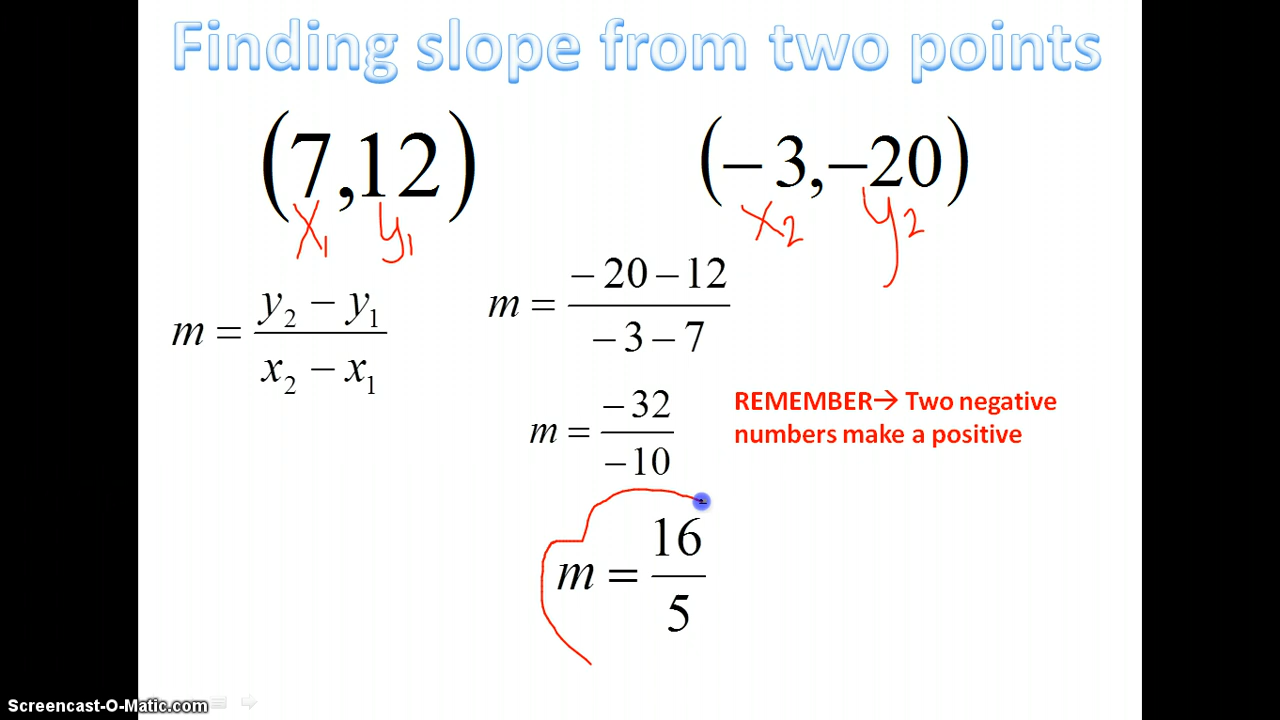 Finding slope from two points
(7,12) (−3,−20)
x₁ y₁ x₂ y₂
m = (y₂ − y₁)/(x₂ − x₁)
m = (−20−12)/(−3−7)
m = −32/−10
REMEMBER→ Two negative
numbers make a positive
m = 16/5
Screencast-O-Matic.com